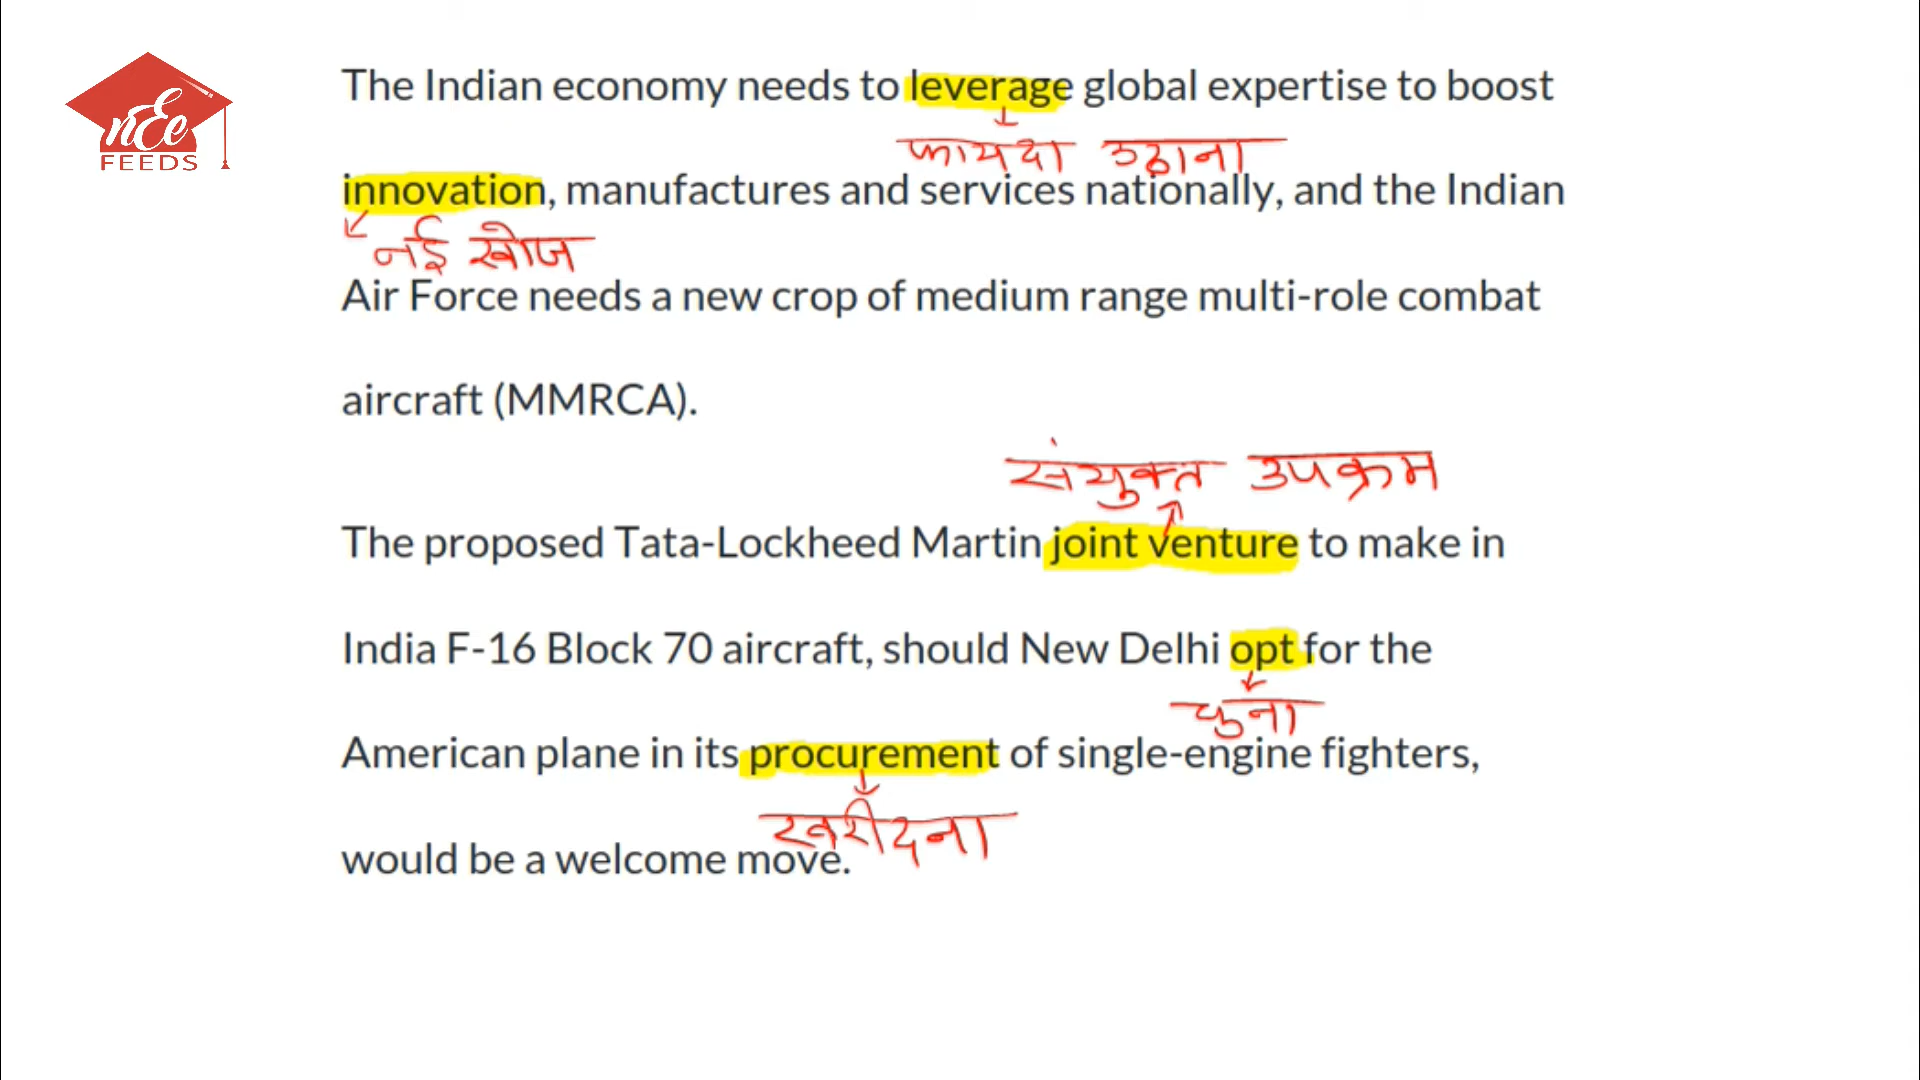 nEe
FEEDS
The Indian economy needs to leverage global expertise to boost
फायदा उठाना
innovation, manufactures and services nationally, and the Indian
नई खोज
Air Force needs a new crop of medium range multi-role combat
aircraft (MMRCA).
संयुक्त उपक्रम
The proposed Tata-Lockheed Martin joint venture to make in
India F-16 Block 70 aircraft, should New Delhi opt for the
चुना
American plane in its procurement of single-engine fighters,
खरीदना
would be a welcome move.